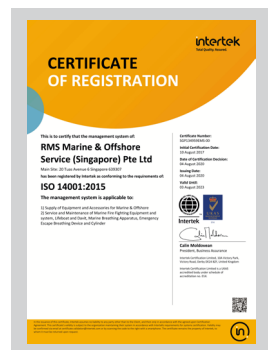 intertek
Total Quality. Assured.
CERTIFICATE
OF REGISTRATION
This is to certify that the management system of:
RMS Marine & Offshore
Service (Singapore) Pte Ltd
Main Site: 20 Tuas Avenue 6 Singapore 639307
has been registered by Intertek as conforming to the requirements of:
ISO 14001:2015
The management system is applicable to:
1) Supply of Equipment and Accessories for Marine & Offshore
2) Service and Maintenance of Marine Fire Fighting Equipment and
system, Lifeboat and Davit, Marine Breathing Apparatus, Emergency
Escape Breathing Device and Cylinder
Certificate Number:
Initial Certification Date:
10 August 2017
Date of Certification Decision:
04 August 2020
Issuing Date:
09 August 2020
Valid Until:
09 August 2023
Intertek
UKAS
Calin Moldovean
President, Business Assurance
in